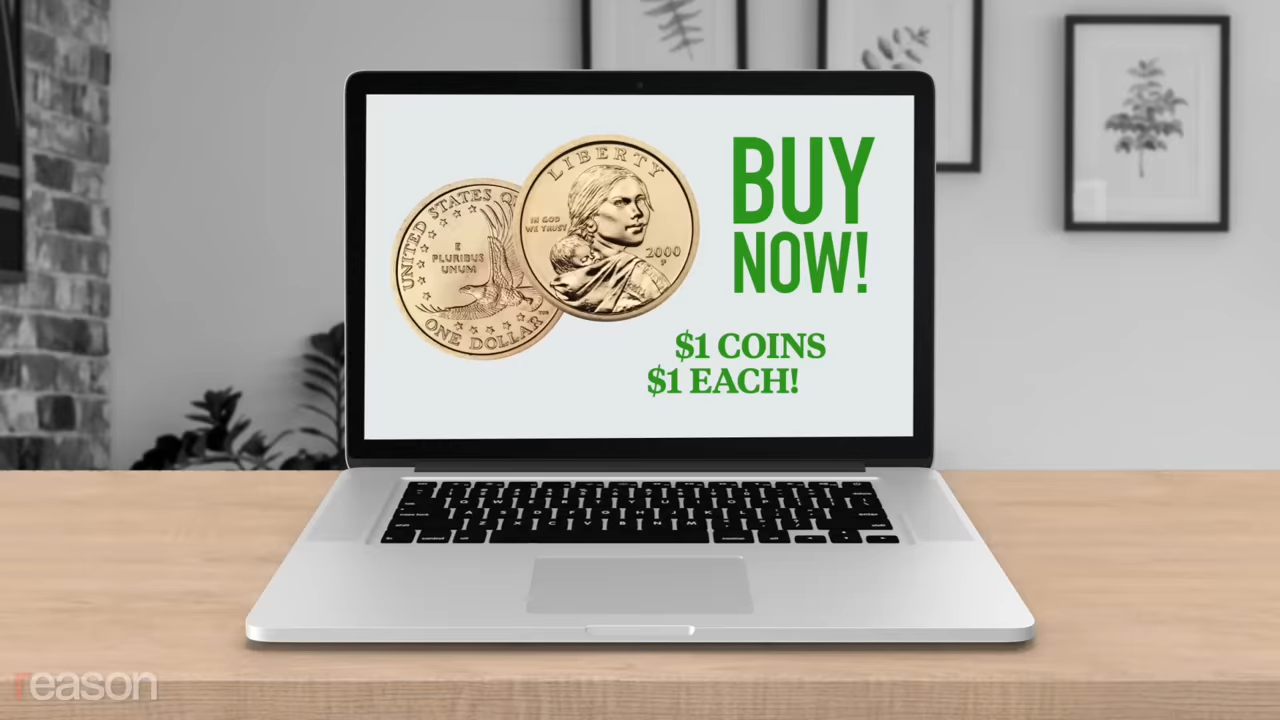 LIBERTY
IN GOD
WE TRUST
2000
P
UNITED STATES O
E
PLURIBUS
UNUM
ONE DOLLAR
BUY
NOW!
$1 COINS
$1 EACH!
reason